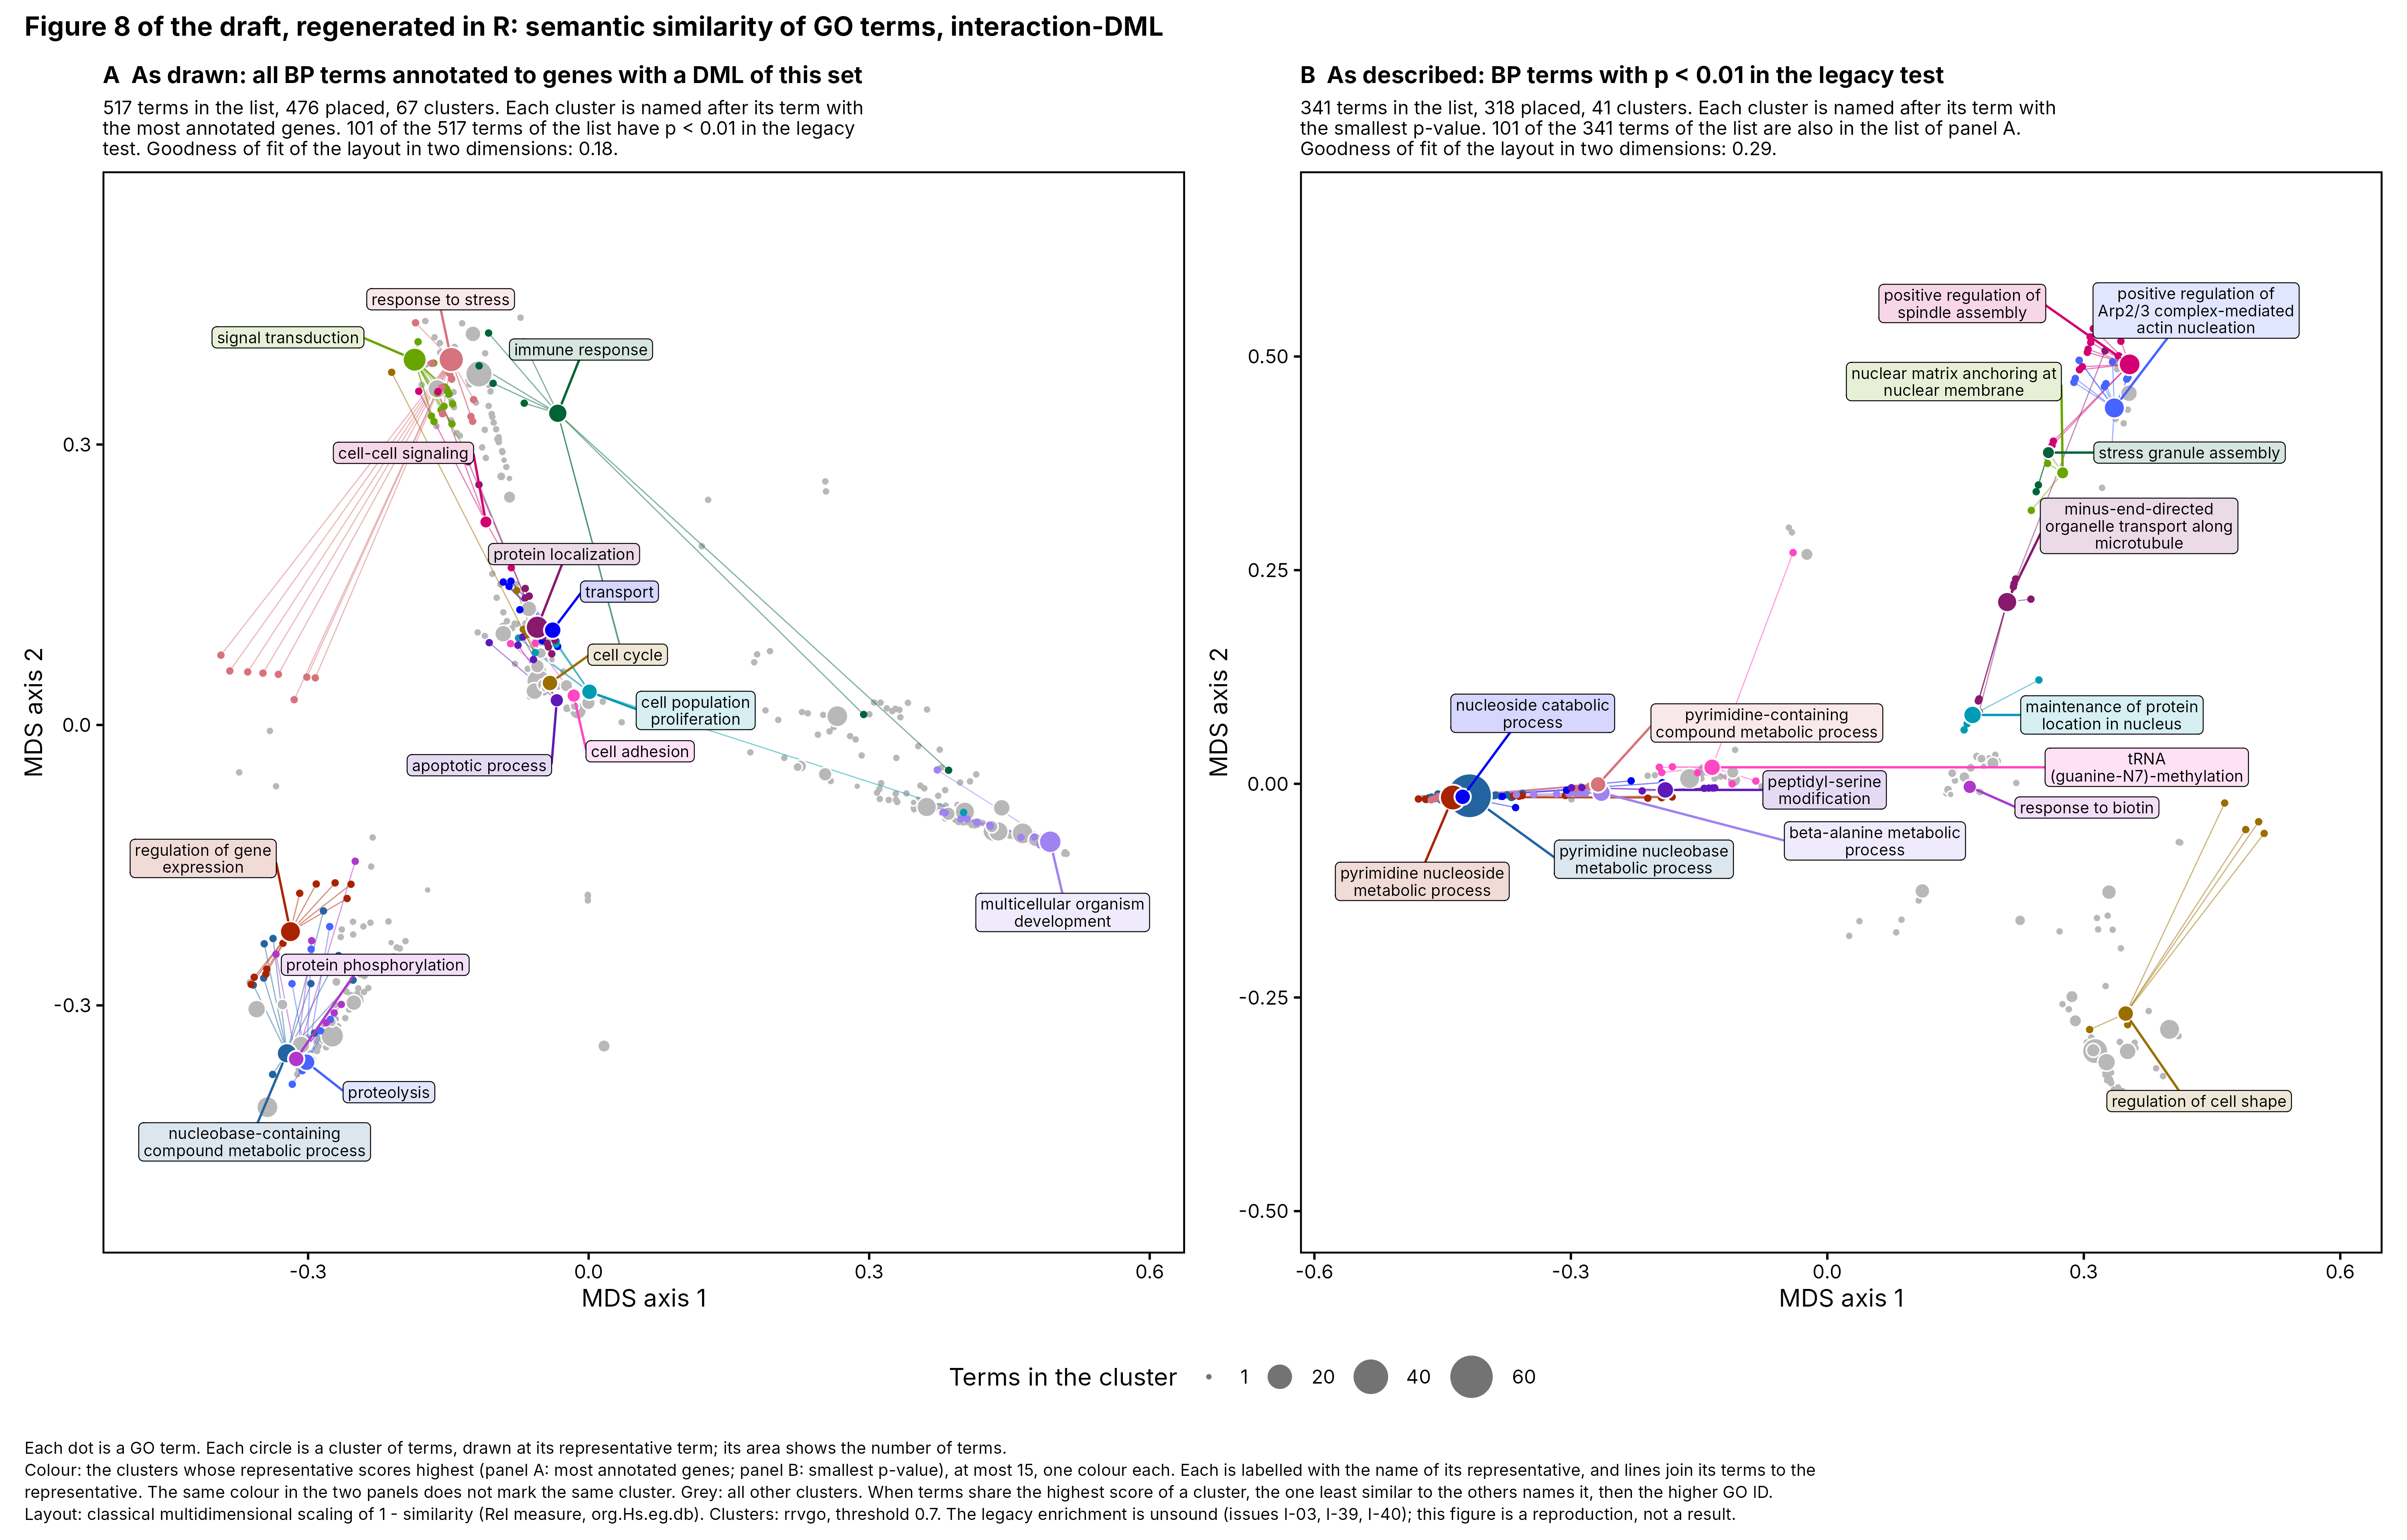 Figure 8 of the draft, regenerated in R: semantic similarity of GO terms, interaction-DML
A As drawn: all BP terms annotated to genes with a DML of this set
517 terms in the list, 476 placed, 67 clusters. Each cluster is named after its term with
the most annotated genes. 101 of the 517 terms of the list have p < 0.01 in the legacy
test. Goodness of fit of the layout in two dimensions: 0.18.
response to stress
signal transduction
immune response
cell-cell signaling
protein localization
transport
cell cycle
cell population
proliferation
cell adhesion
apoptotic process
regulation of gene
expression
multicellular organism
development
protein phosphorylation
proteolysis
nucleobase-containing
compound metabolic process
0.3
0.0
-0.3
MDS axis 2
-0.3
0.0
0.3
0.6
MDS axis 1
B As described: BP terms with p < 0.01 in the legacy test
341 terms in the list, 318 placed, 41 clusters. Each cluster is named after its term with
the smallest p-value. 101 of the 341 terms of the list are also in the list of panel A.
Goodness of fit of the layout in two dimensions: 0.29.
positive regulation of
spindle assembly
positive regulation of
Arp2/3 complex-mediated
actin nucleation
nuclear matrix anchoring at
nuclear membrane
stress granule assembly
minus-end-directed
organelle transport along
microtubule
nucleoside catabolic
process
pyrimidine-containing
compound metabolic process
maintenance of protein
location in nucleus
tRNA
(guanine-N7)-methylation
peptidyl-serine
modification
response to biotin
beta-alanine metabolic
process
pyrimidine nucleobase
metabolic process
pyrimidine nucleoside
metabolic process
regulation of cell shape
0.50
0.25
0.00
-0.25
-0.50
MDS axis 2
-0.6
-0.3
0.0
0.3
0.6
MDS axis 1
Terms in the cluster
1
20
40
60
Each dot is a GO term. Each circle is a cluster of terms, drawn at its representative term; its area shows the number of terms.
Colour: the clusters whose representative scores highest (panel A: most annotated genes; panel B: smallest p-value), at most 15, one colour each. Each is labelled with the name of its representative, and lines join its terms to the
representative. The same colour in the two panels does not mark the same cluster. Grey: all other clusters. When terms share the highest score of a cluster, the one least similar to the others names it, then the higher GO ID.
Layout: classical multidimensional scaling of 1 - similarity (Rel measure, org.Hs.eg.db). Clusters: rrvgo, threshold 0.7. The legacy enrichment is unsound (issues I-03, I-39, I-40); this figure is a reproduction, not a result.